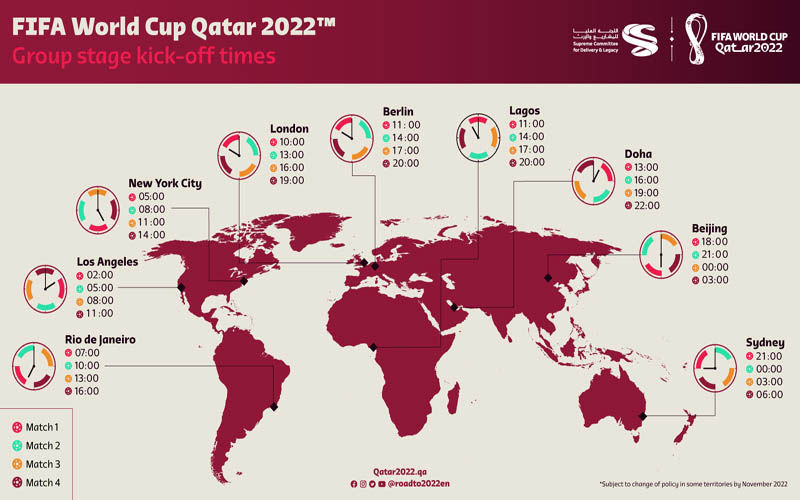 FIFA World Cup Qatar 2022™
Group stage kick-off times
اللجنة العليا
للمشاريع والإرث
Supreme Committee
for Delivery & Legacy
FIFA WORLD CUP
Qatar2022
London
10:00
13:00
16:00
19:00
Berlin
11:00
14:00
17:00
20:00
Lagos
11:00
14:00
17:00
20:00
Doha
13:00
16:00
19:00
22:00
New York City
05:00
08:00
11:00
14:00
Beijing
18:00
21:00
00:00
03:00
Los Angeles
02:00
05:00
08:00
11:00
Rio de Janeiro
07:00
10:00
13:00
16:00
Sydney
21:00
00:00
03:00
06:00
Match 1
Match 2
Match 3
Match 4
Qatar2022.qa
@roadto2022en
*Subject to change of policy in some territories by November 2022